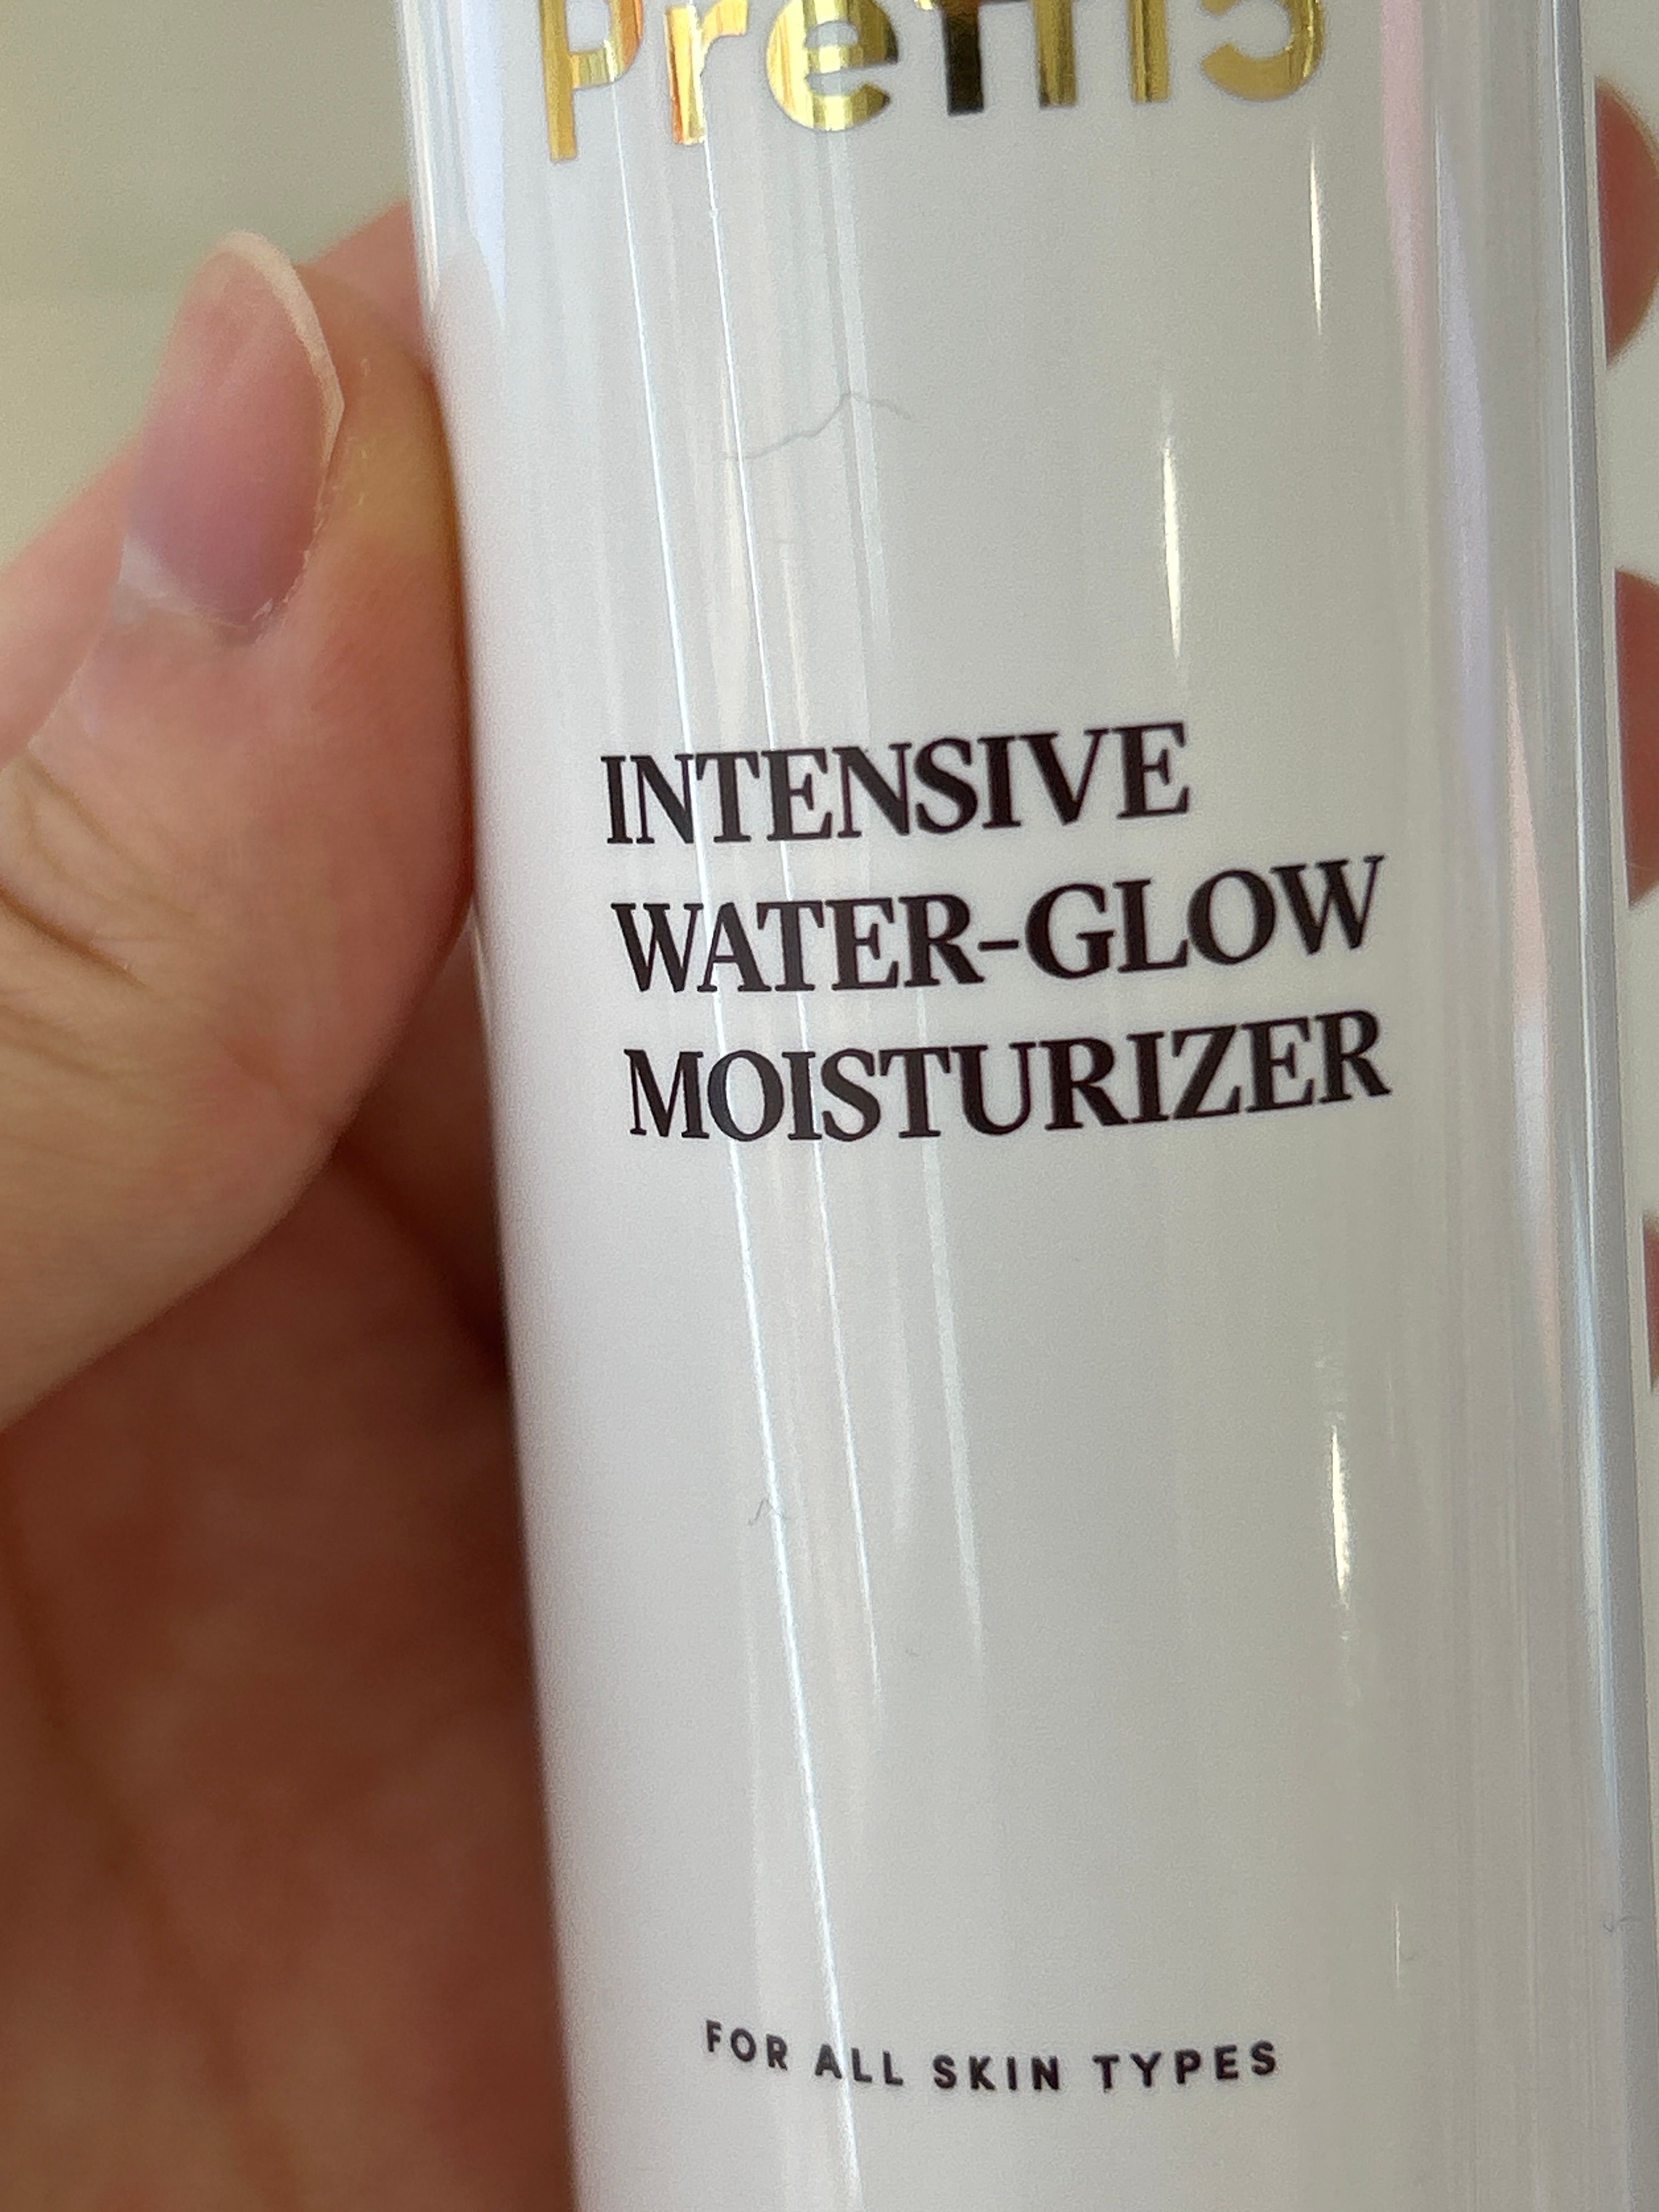 INTENSIVE
WATER-GLOW
MOISTURIZER
FOR ALL SKIN TYPES